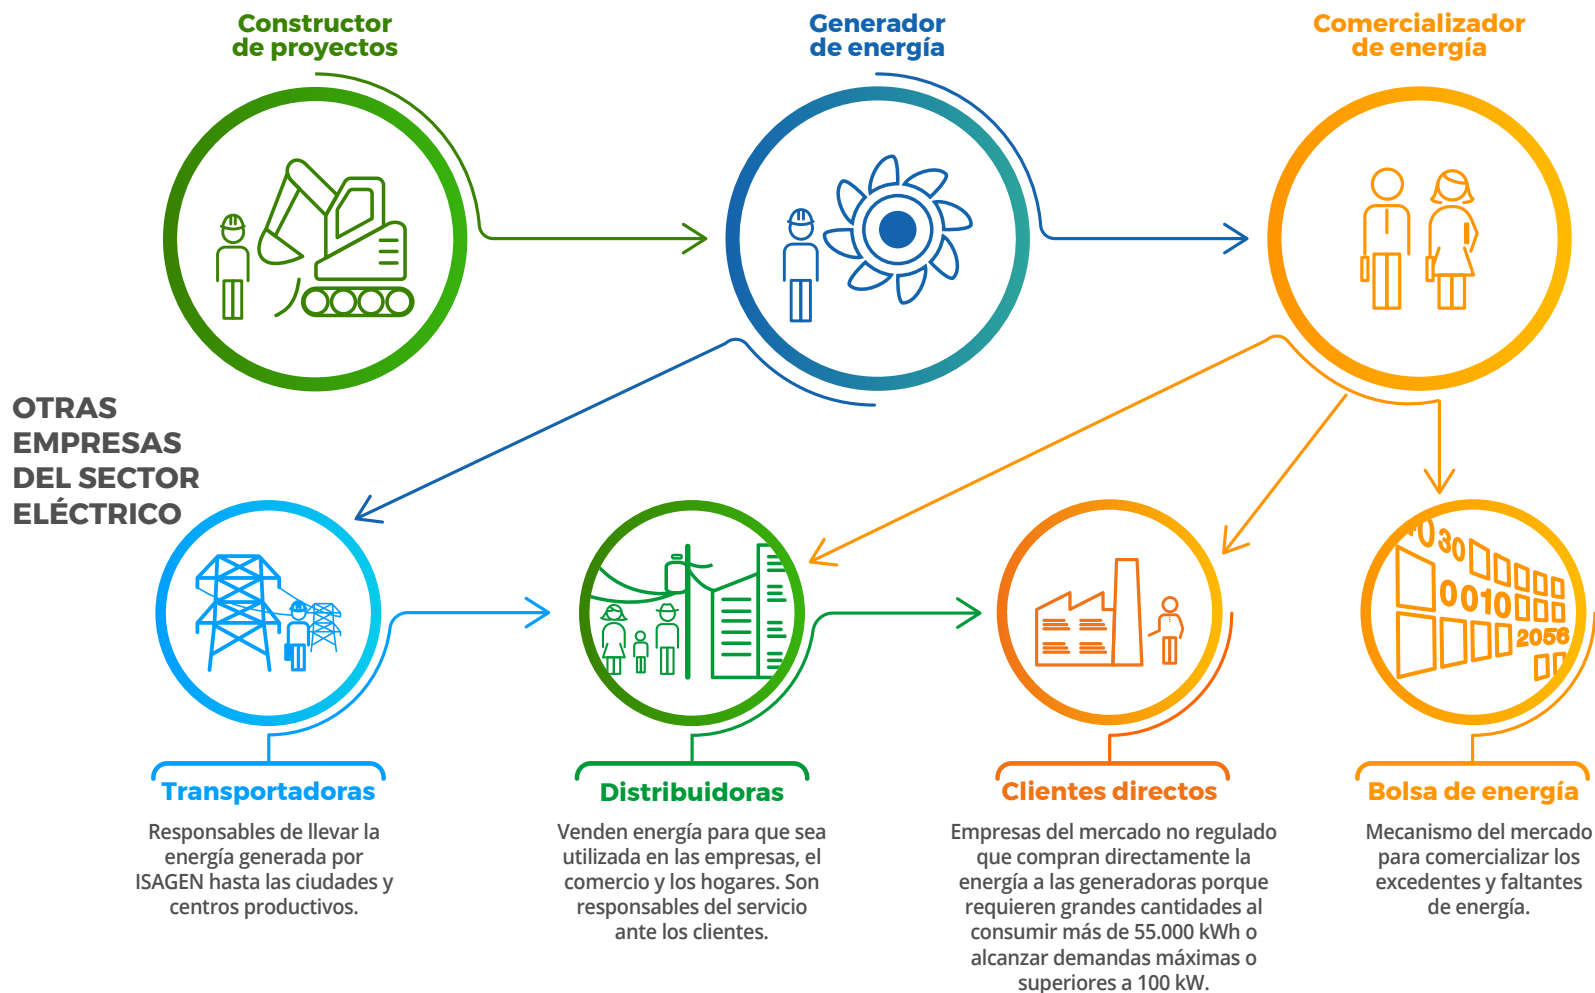 Constructor
de proyectos
Generador
de energía
Comercializador
de energía
OTRAS
EMPRESAS
DEL SECTOR
ELÉCTRICO
30
0010
2056
Transportadoras
Responsables de llevar la
energía generada por
ISAGEN hasta las ciudades y
centros productivos.
Distribuidoras
Venden energía para que sea
utilizada en las empresas, el
comercio y los hogares. Son
responsables del servicio
ante los clientes.
Clientes directos
Empresas del mercado no regulado
que compran directamente la
energía a las generadoras porque
requieren grandes cantidades al
consumir más de 55.000 kWh o
alcanzar demandas máximas o
superiores a 100 kW.
Bolsa de energía
Mecanismo del mercado
para comercializar los
excedentes y faltantes
de energía.